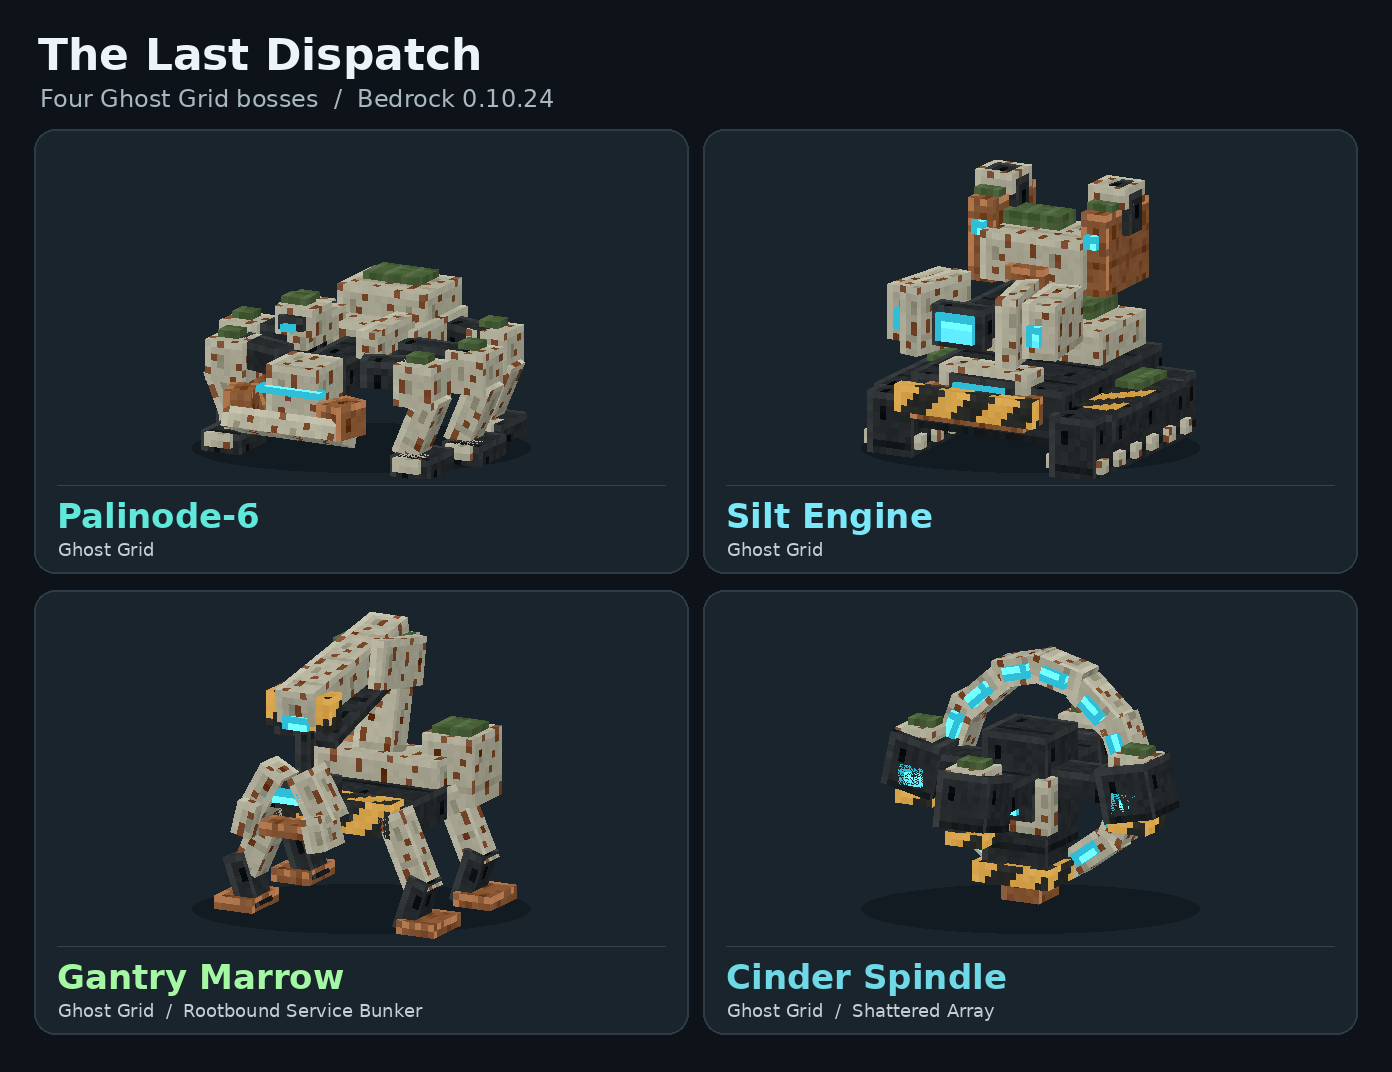 The Last Dispatch
Four Ghost Grid bosses / Bedrock 0.10.24
Palinode-6
Ghost Grid
Silt Engine
Ghost Grid
Gantry Marrow
Ghost Grid / Rootbound Service Bunker
Cinder Spindle
Ghost Grid / Shattered Array